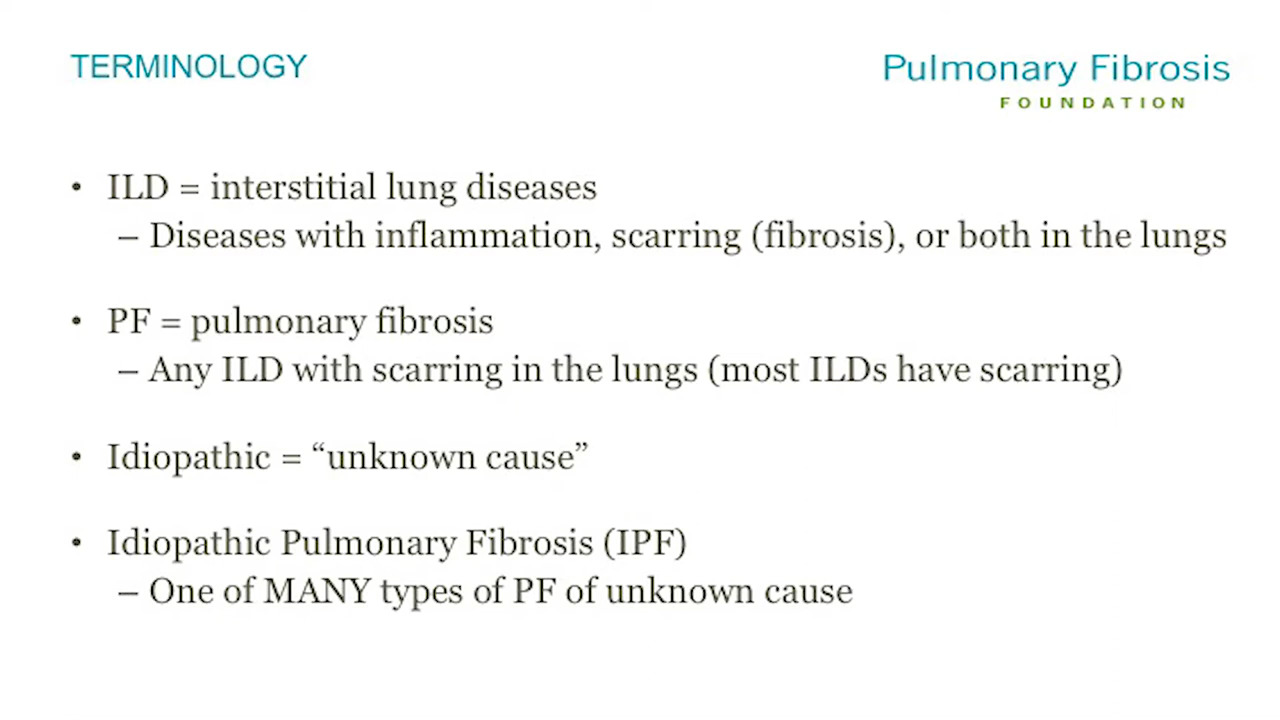 TERMINOLOGY
Pulmonary Fibrosis
FOUNDATION
• ILD = interstitial lung diseases
– Diseases with inflammation, scarring (fibrosis), or both in the lungs
• PF = pulmonary fibrosis
– Any ILD with scarring in the lungs (most ILDs have scarring)
• Idiopathic = “unknown cause”
• Idiopathic Pulmonary Fibrosis (IPF)
– One of MANY types of PF of unknown cause